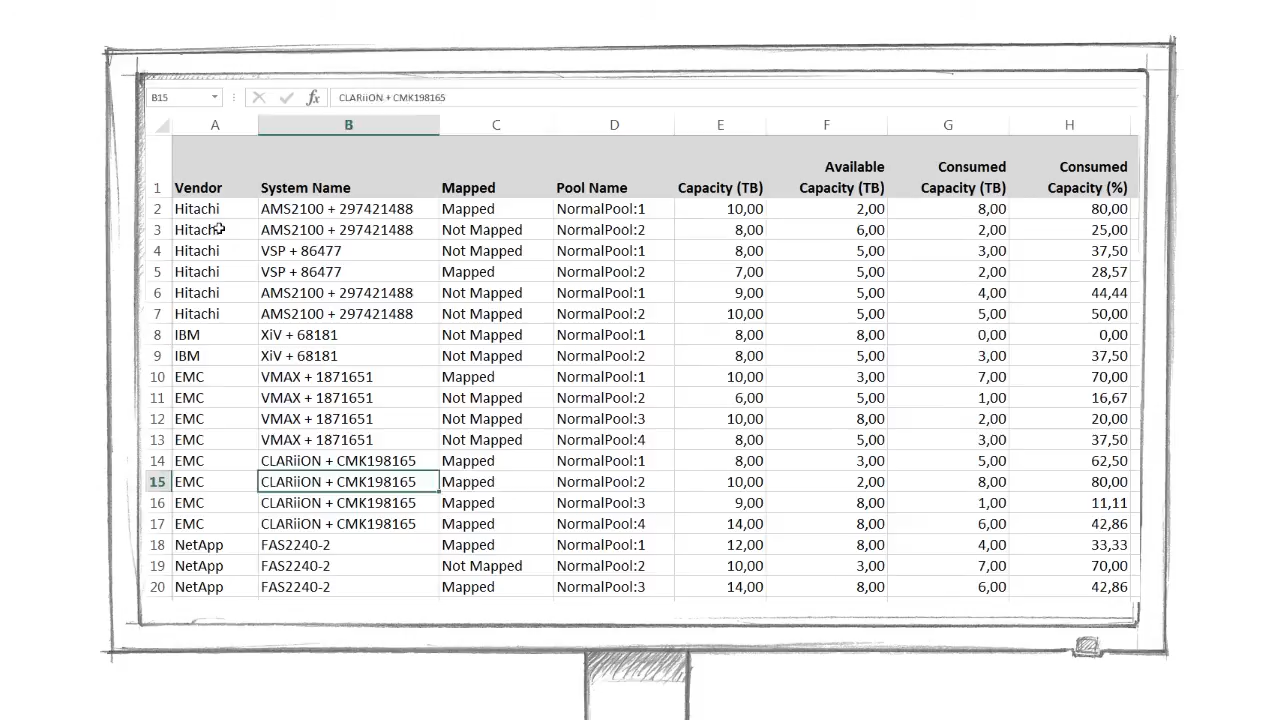 B15 fx CLARiiON + CMK198165
A B C D E F G H
1 Vendor System Name Mapped Pool Name Capacity (TB) Available Capacity (TB) Consumed Capacity (TB) Consumed Capacity (%)
2 Hitachi AMS2100 + 297421488 Mapped NormalPool:1 10,00 2,00 8,00 80,00
3 Hitachi AMS2100 + 297421488 Not Mapped NormalPool:2 8,00 6,00 2,00 25,00
4 Hitachi VSP + 86477 Not Mapped NormalPool:1 8,00 5,00 3,00 37,50
5 Hitachi VSP + 86477 Mapped NormalPool:2 7,00 5,00 2,00 28,57
6 Hitachi AMS2100 + 297421488 Not Mapped NormalPool:1 9,00 5,00 4,00 44,44
7 Hitachi AMS2100 + 297421488 Not Mapped NormalPool:2 10,00 5,00 5,00 50,00
8 IBM XiV + 68181 Not Mapped NormalPool:1 8,00 8,00 0,00 0,00
9 IBM XiV + 68181 Not Mapped NormalPool:2 8,00 5,00 3,00 37,50
10 EMC VMAX + 1871651 Mapped NormalPool:1 10,00 3,00 7,00 70,00
11 EMC VMAX + 1871651 Not Mapped NormalPool:2 6,00 5,00 1,00 16,67
12 EMC VMAX + 1871651 Not Mapped NormalPool:3 10,00 8,00 2,00 20,00
13 EMC VMAX + 1871651 Not Mapped NormalPool:4 8,00 5,00 3,00 37,50
14 EMC CLARiiON + CMK198165 Mapped NormalPool:1 8,00 3,00 5,00 62,50
15 EMC CLARiiON + CMK198165 Mapped NormalPool:2 10,00 2,00 8,00 80,00
16 EMC CLARiiON + CMK198165 Mapped NormalPool:3 9,00 8,00 1,00 11,11
17 EMC CLARiiON + CMK198165 Mapped NormalPool:4 14,00 8,00 6,00 42,86
18 NetApp FAS2240-2 Mapped NormalPool:1 12,00 8,00 4,00 33,33
19 NetApp FAS2240-2 Not Mapped NormalPool:2 10,00 3,00 7,00 70,00
20 NetApp FAS2240-2 Mapped NormalPool:3 14,00 8,00 6,00 42,86